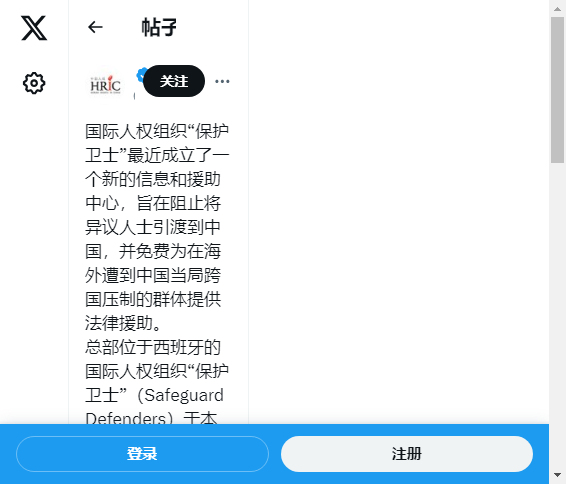 帖子
HRIC
关注
国际人权组织“保护
卫士”最近成立了一
个新的信息和援助
中心，旨在阻止将
异议人士引渡到中
国，并免费为在海
外遭到中国当局跨
国压制的群体提供
法律援助。
总部位于西班牙的
国际人权组织“保护
卫士”（Safeguard
Defenders）于本
登录
注册